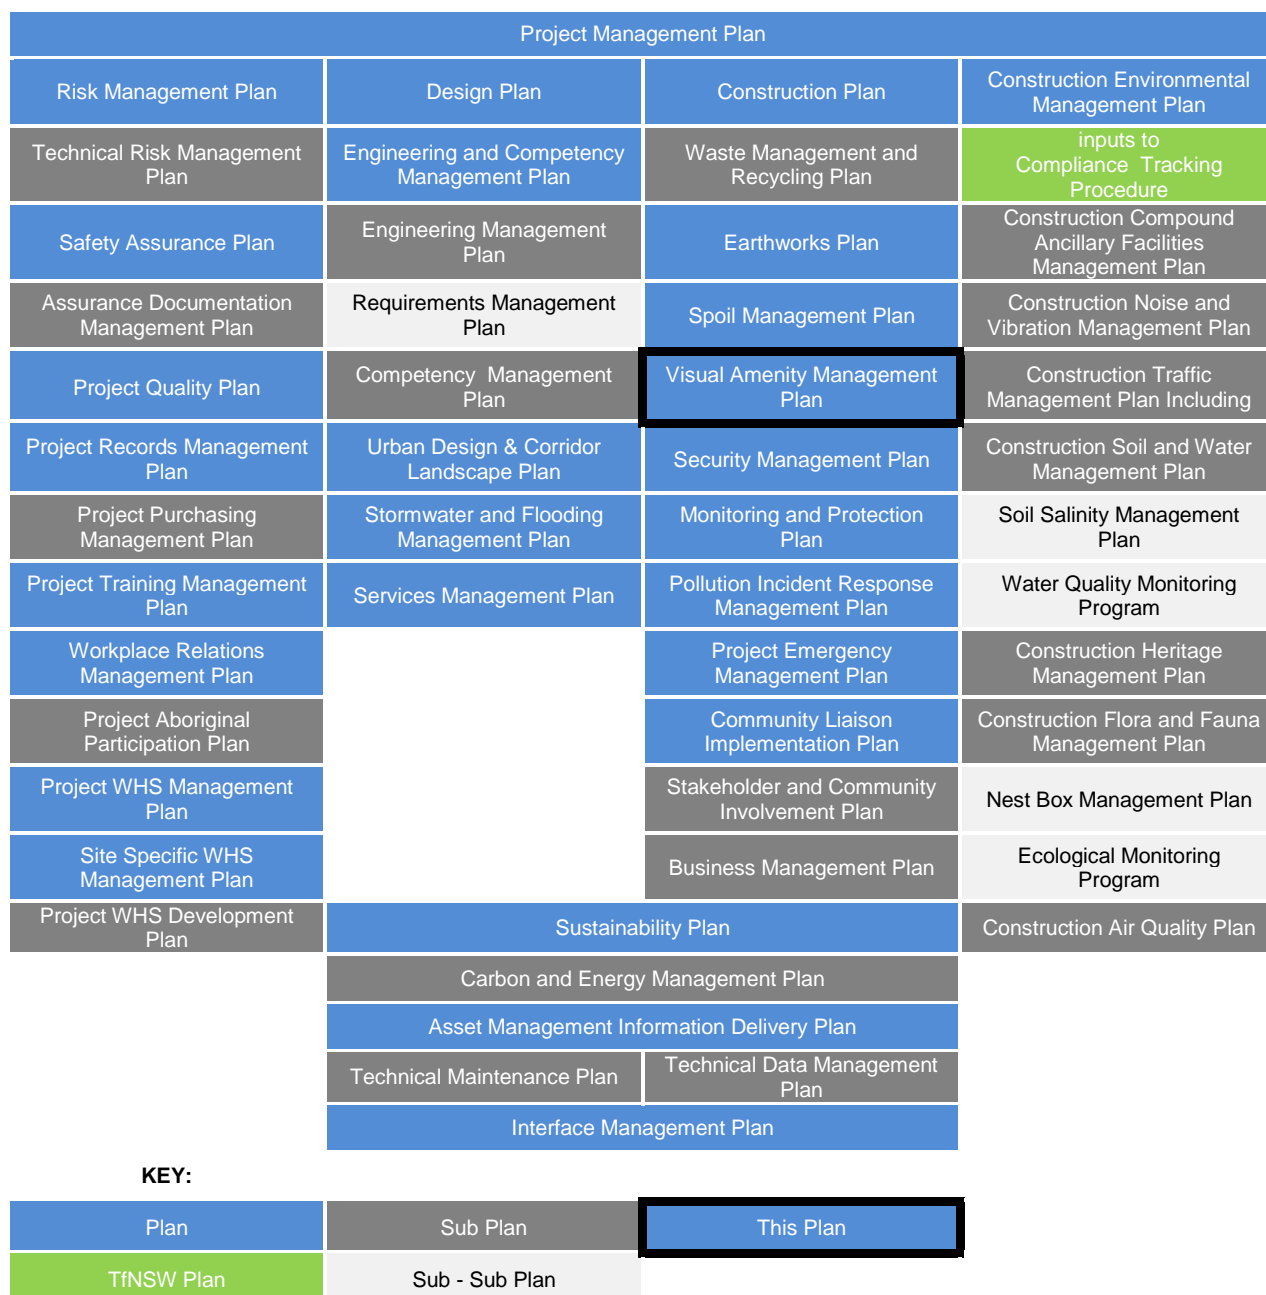 Project Management Plan
Risk Management Plan
Design Plan
Construction Plan
Construction Environmental
Management Plan
Technical Risk Management
Plan
Engineering and Competency
Management Plan
Waste Management and
Recycling Plan
inputs to
Compliance Tracking
Procedure
Safety Assurance Plan
Engineering Management
Plan
Earthworks Plan
Construction Compound
Ancillary Facilities
Management Plan
Assurance Documentation
Management Plan
Requirements Management
Plan
Spoil Management Plan
Construction Noise and
Vibration Management Plan
Project Quality Plan
Competency Management
Plan
Visual Amenity Management
Plan
Construction Traffic
Management Plan Including
Project Records Management
Plan
Urban Design & Corridor
Landscape Plan
Security Management Plan
Construction Soil and Water
Management Plan
Project Purchasing
Management Plan
Stormwater and Flooding
Management Plan
Monitoring and Protection
Plan
Soil Salinity Management
Plan
Project Training Management
Plan
Services Management Plan
Pollution Incident Response
Management Plan
Water Quality Monitoring
Program
Workplace Relations
Management Plan
Project Emergency
Management Plan
Construction Heritage
Management Plan
Project Aboriginal
Participation Plan
Community Liaison
Implementation Plan
Construction Flora and Fauna
Management Plan
Project WHS Management
Plan
Stakeholder and Community
Involvement Plan
Nest Box Management Plan
Site Specific WHS
Management Plan
Business Management Plan
Ecological Monitoring
Program
Project WHS Development
Plan
Sustainability Plan
Construction Air Quality Plan
Carbon and Energy Management Plan
Asset Management Information Delivery Plan
Technical Maintenance Plan
Technical Data Management
Plan
Interface Management Plan
KEY:
Plan
Sub Plan
This Plan
TfNSW Plan
Sub - Sub Plan